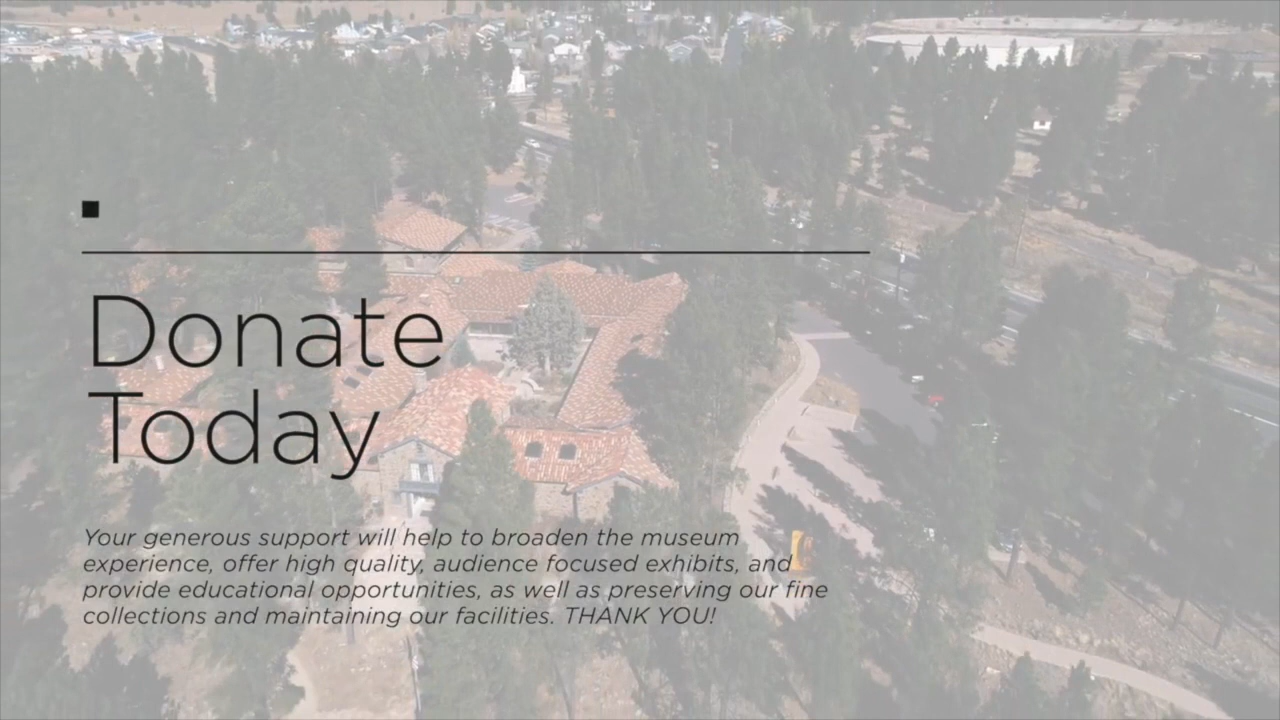 Donate
Today
Your generous support will help to broaden the museum
experience, offer high quality, audience focused exhibits, and
provide educational opportunities, as well as preserving our fine
collections and maintaining our facilities. THANK YOU!